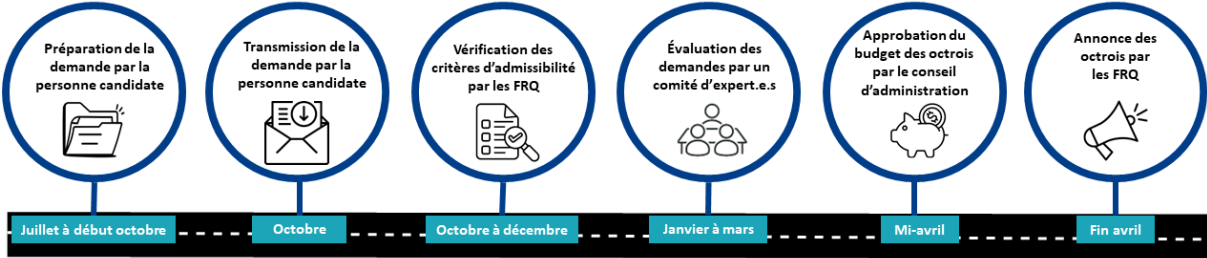 Préparation de la
demande par la
personne candidate
Transmission de la
demande par la
personne candidate
Vérification des
critères d'admissibilité
par les FRQ
Évaluation des
demandes par un
comité d'expert.e.s
Approbation du
budget des octrois
par le conseil
d'administration
Annonce des
octrois par
les FRQ
Juillet à début octobre
Octobre
Octobre à décembre
Janvier à mars
Mi-avril
Fin avril